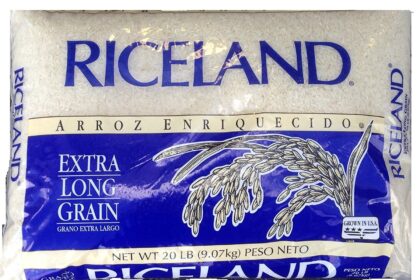 RICELAND®
ARROZ ENRIQUECIDO
EXTRA
LONG
GRAIN
GRANO EXTRA LARGO
GROWN IN U.S.A.
NET WT 20 LB (9.07kg) PESO NETO
RICELAND
RICELAND
RICELAND